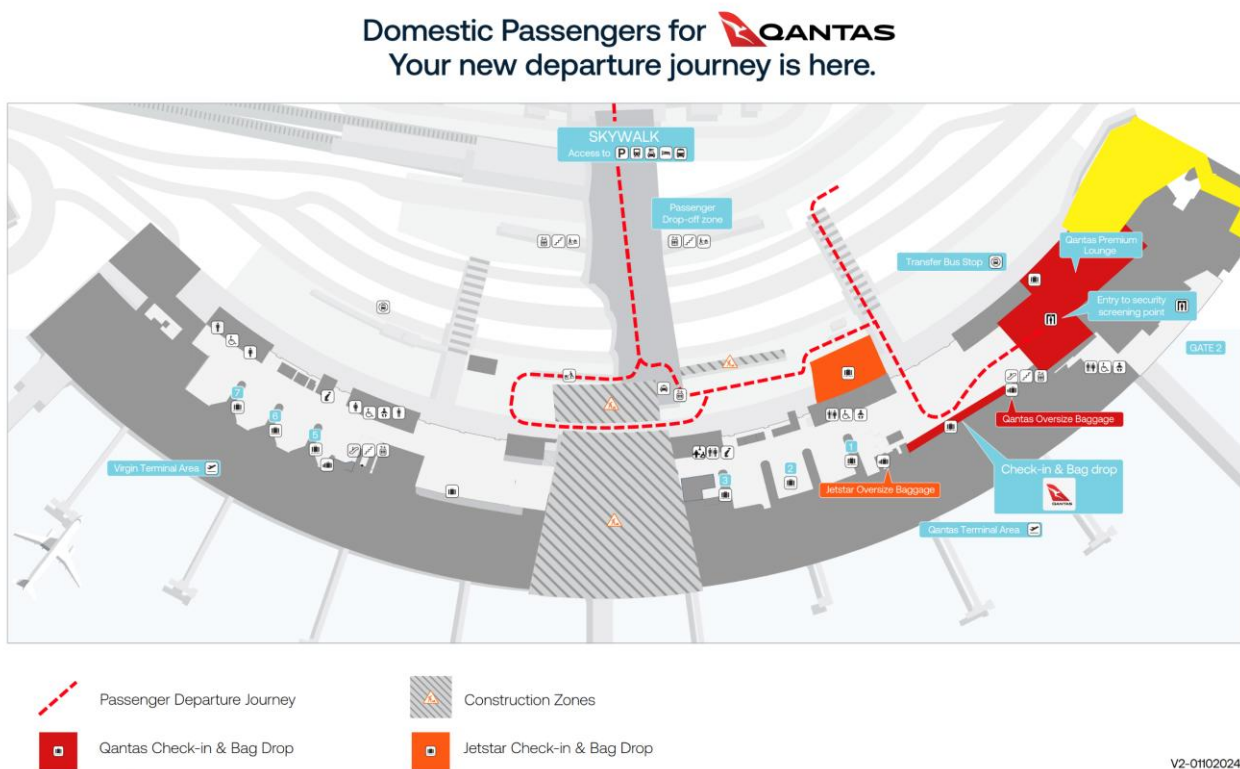 Domestic Passengers for QANTAS
Your new departure journey is here.
SKYWALK
Access to P
Passenger
Drop-off zone
Transfer Bus Stop
Qantas Premium
Lounge
Entry to security
screening point
GATE 2
Qantas Oversize Baggage
Check-in & Bag drop
QANTAS
Jetstar Oversize Baggage
Qantas Terminal Area
Virgin Terminal Area
7
6
5
3
2
1
Passenger Departure Journey
Construction Zones
Qantas Check-in & Bag Drop
Jetstar Check-in & Bag Drop
V2-01102024